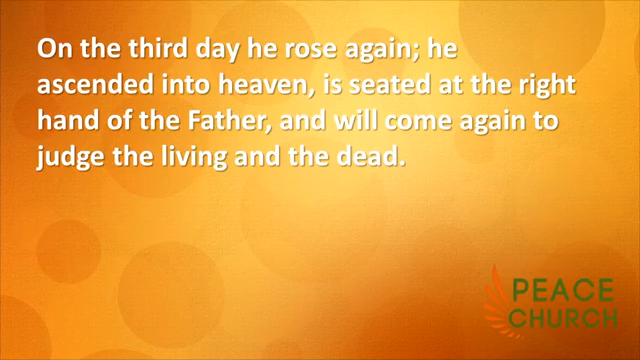 On the third day he rose again; he
ascended into heaven, is seated at the right
hand of the Father, and will come again to
judge the living and the dead.
PEACE
CHURCH